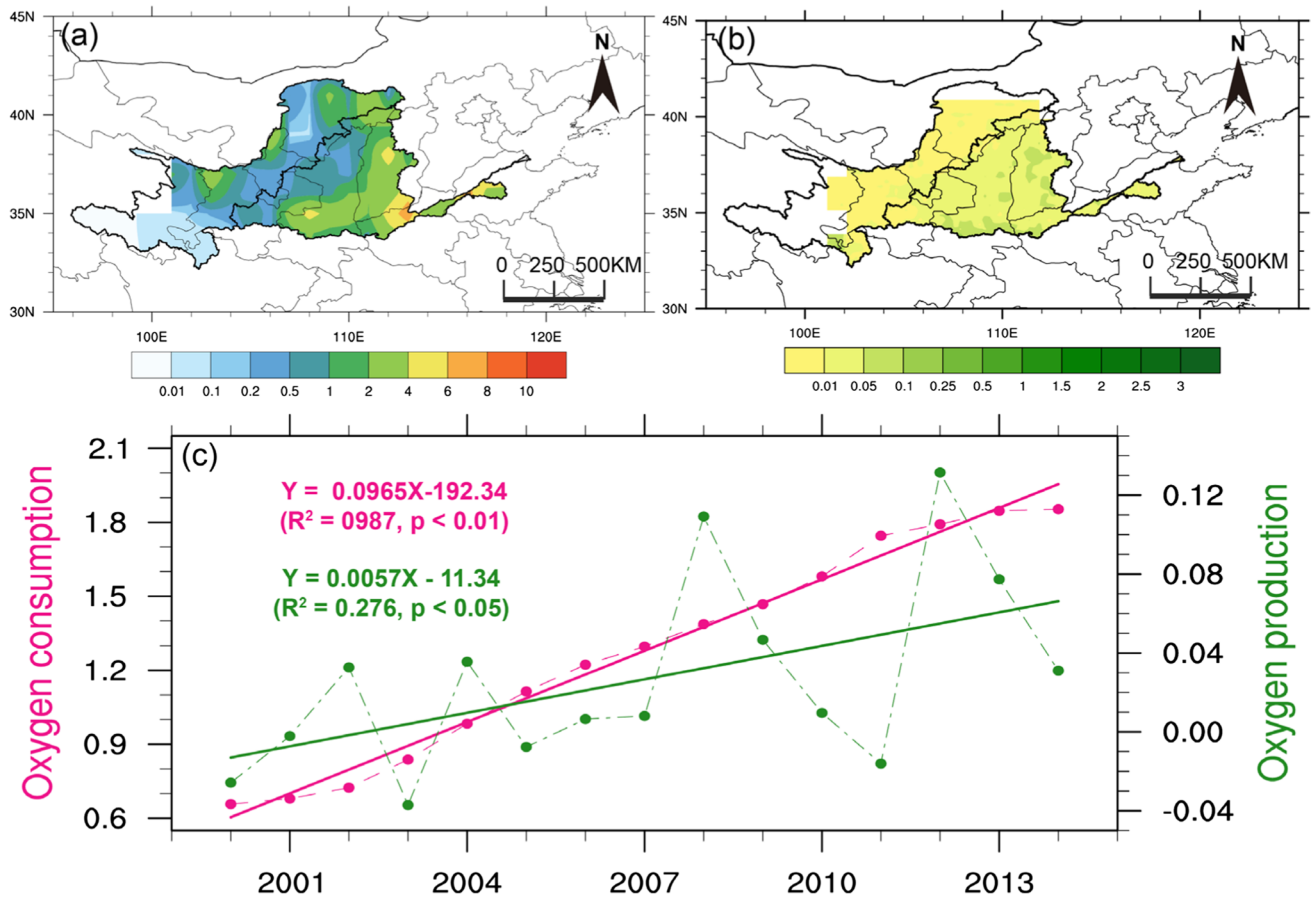 45N
(a)
N
40N
35N
0 250 500KM
30N
100E 110E 120E
0.01 0.1 0.2 0.5 1 2 4 6 8 10
45N
(b)
N
40N
35N
0 250 500KM
30N
100E 110E 120E
0.01 0.05 0.1 0.25 0.5 1 1.5 2 2.5 3
(c)
Oxygen consumption
2.1
1.8
1.5
1.2
0.9
0.6
Y = 0.0965X-192.34
(R² = 0987, p < 0.01)
Y = 0.0057X - 11.34
(R² = 0.276, p < 0.05)
0.12
0.08
0.04
0.00
-0.04
Oxygen production
2001 2004 2007 2010 2013